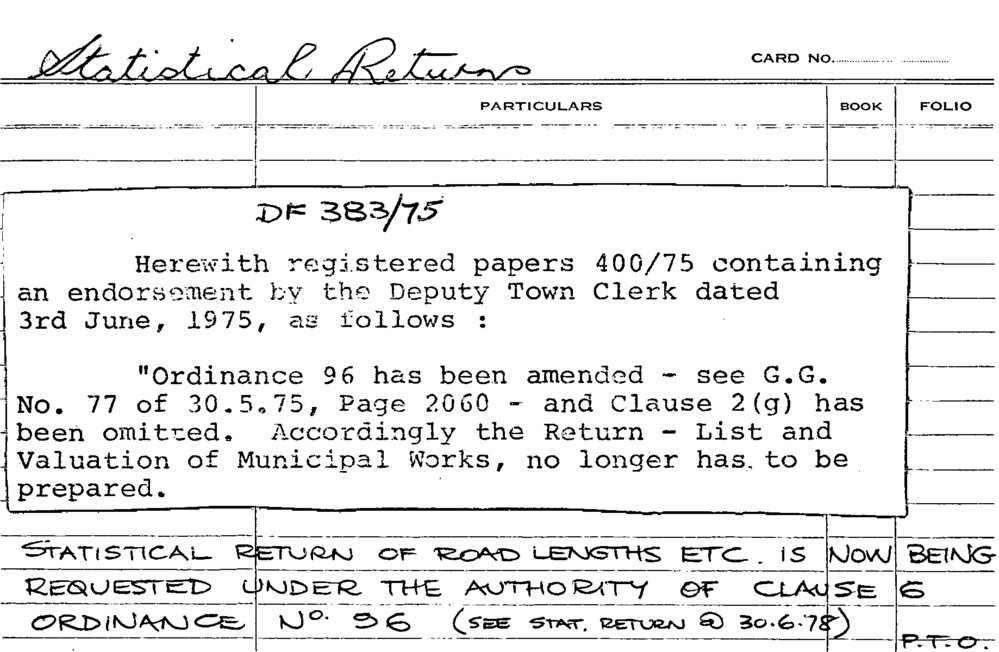 Statistical Returns
CARD No.
PARTICULARS BOOK FOLIO
DF 383/75
Herewith registered papers 400/75 containing
an endorsement by the Deputy Town Clerk dated
3rd June, 1975, as follows :
"Ordinance 96 has been amended - see G.G.
No. 77 of 30.5.75, Page 2060 - and Clause 2(g) has
been omitted. Accordingly the Return - List and
Valuation of Municipal Works, no longer has to be
prepared.
STATISTICAL RETURN OF ROAD LENGTHS ETC. IS NOW BEING
REQUESTED UNDER THE AUTHORITY OF CLAUSE 6
ORDINANCE No. 96 (SEE STAT. RETURN @ 30.6.78)
P.T.O.